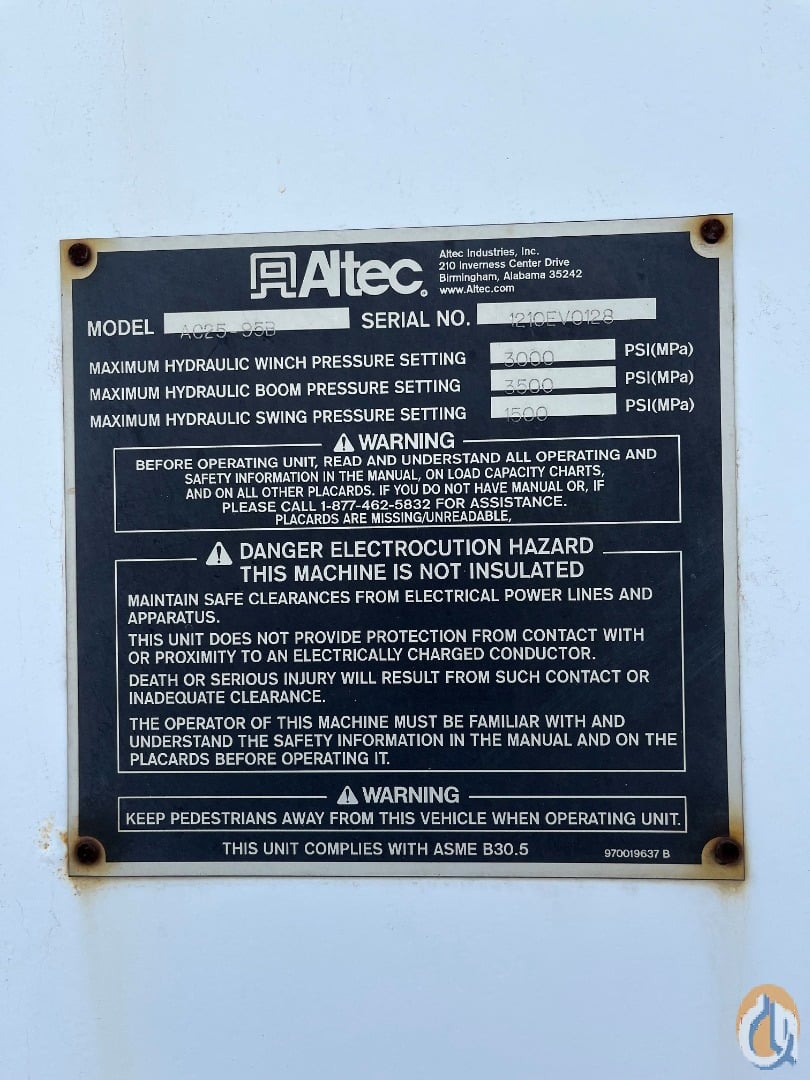 Altec
Altec Industries, Inc.
210 Inverness Center Drive
Birmingham, Alabama 35242
www.Altec.com
MODEL AC25-95B SERIAL NO. 1210EV0128
MAXIMUM HYDRAULIC WINCH PRESSURE SETTING 3000 PSI(MPa)
MAXIMUM HYDRAULIC BOOM PRESSURE SETTING 3500 PSI(MPa)
MAXIMUM HYDRAULIC SWING PRESSURE SETTING 1500 PSI(MPa)
WARNING
BEFORE OPERATING UNIT, READ AND UNDERSTAND ALL OPERATING AND
SAFETY INFORMATION IN THE MANUAL, ON LOAD CAPACITY CHARTS,
AND ON ALL OTHER PLACARDS. IF YOU DO NOT HAVE MANUAL OR, IF
PLEASE CALL 1-877-462-5832 FOR ASSISTANCE.
PLACARDS ARE MISSING/UNREADABLE,
DANGER ELECTROCUTION HAZARD
THIS MACHINE IS NOT INSULATED
MAINTAIN SAFE CLEARANCES FROM ELECTRICAL POWER LINES AND
APPARATUS.
THIS UNIT DOES NOT PROVIDE PROTECTION FROM CONTACT WITH
OR PROXIMITY TO AN ELECTRICALLY CHARGED CONDUCTOR.
DEATH OR SERIOUS INJURY WILL RESULT FROM SUCH CONTACT OR
INADEQUATE CLEARANCE.
THE OPERATOR OF THIS MACHINE MUST BE FAMILIAR WITH AND
UNDERSTAND THE SAFETY INFORMATION IN THE MANUAL AND ON THE
PLACARDS BEFORE OPERATING IT.
WARNING
KEEP PEDESTRIANS AWAY FROM THIS VEHICLE WHEN OPERATING UNIT.
THIS UNIT COMPLIES WITH ASME B30.5
970019637 B